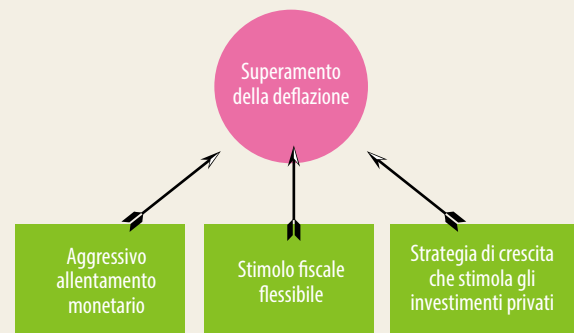 Superamento
della deflazione
Aggressivo
allentamento
monetario
Stimolo fiscale
flessibile
Strategia di crescita
che stimola gli
investimenti privati